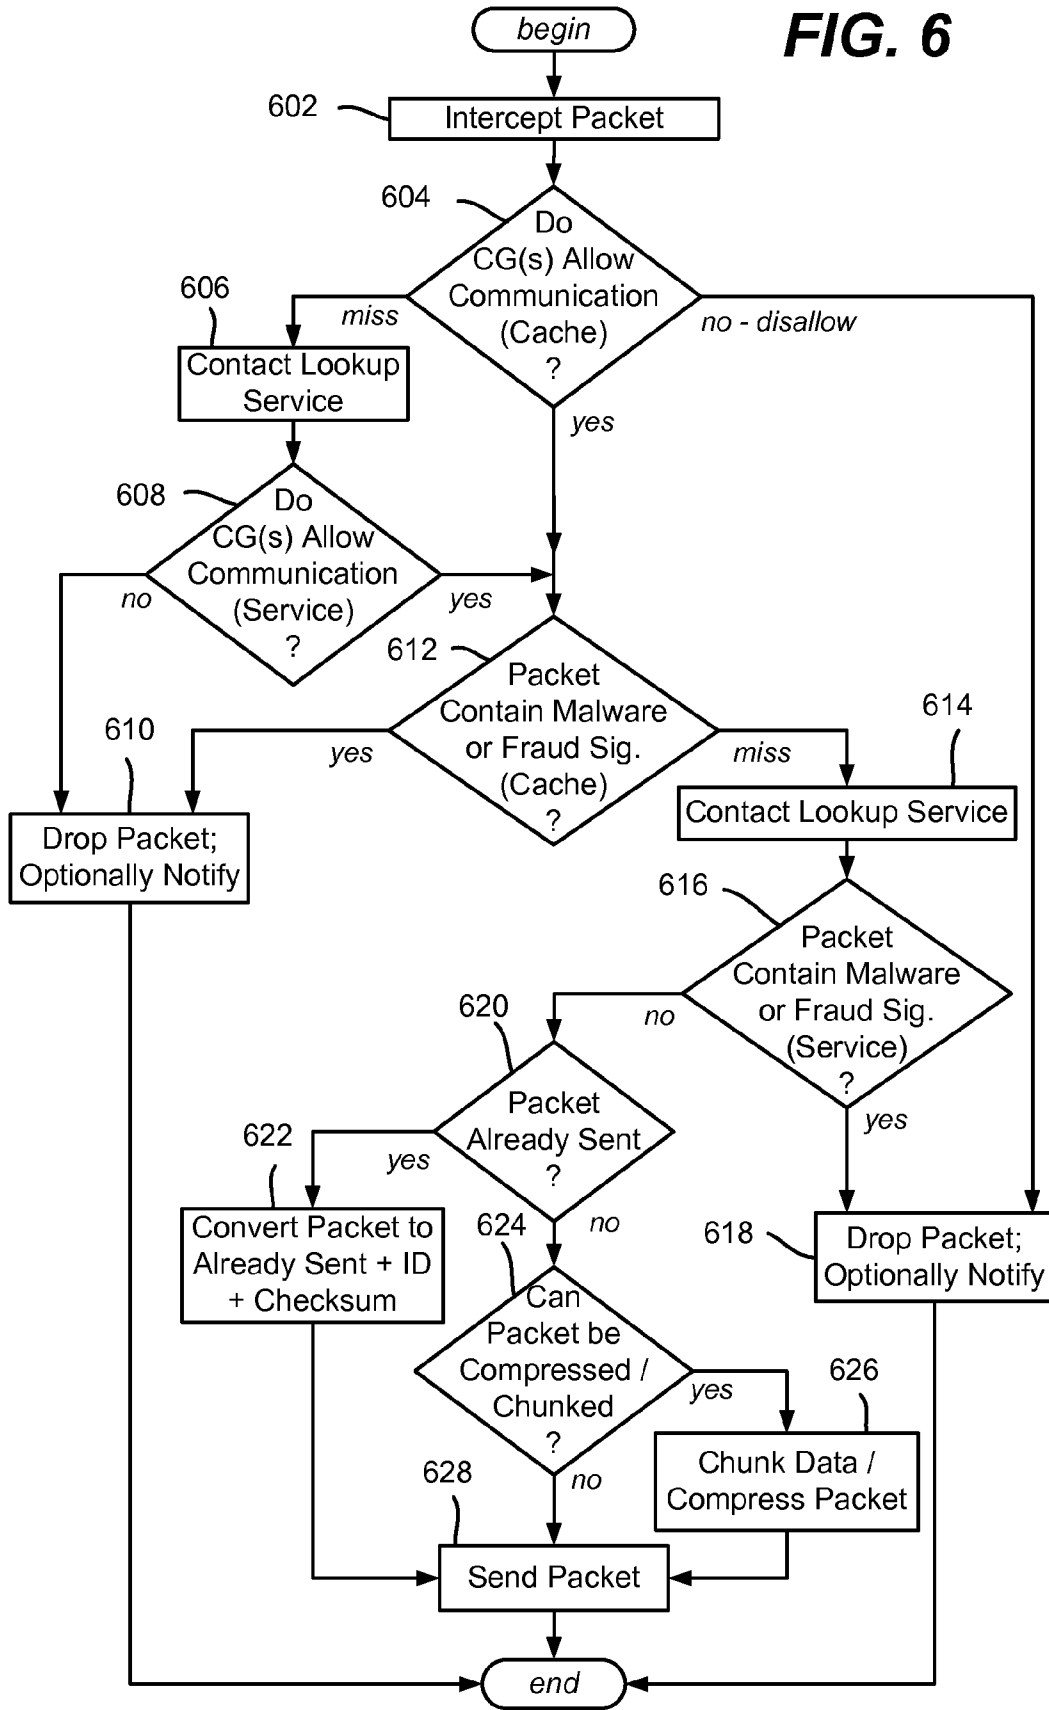 begin
FIG. 6
602
Intercept Packet
604
Do
CG(s) Allow
Communication
(Cache)
?
miss
no - disallow
yes
606
Contact Lookup
Service
608
Do
CG(s) Allow
Communication
(Service)
?
no
yes
612
Packet
Contain Malware
or Fraud Sig.
(Cache)
?
yes
miss
610
Drop Packet;
Optionally Notify
614
Contact Lookup Service
616
Packet
Contain Malware
or Fraud Sig.
(Service)
?
no
yes
620
Packet
Already Sent
?
yes
no
622
Convert Packet to
Already Sent + ID
+ Checksum
618
Drop Packet;
Optionally Notify
624
Can
Packet be
Compressed /
Chunked
?
yes
no
626
Chunk Data /
Compress Packet
628
Send Packet
end